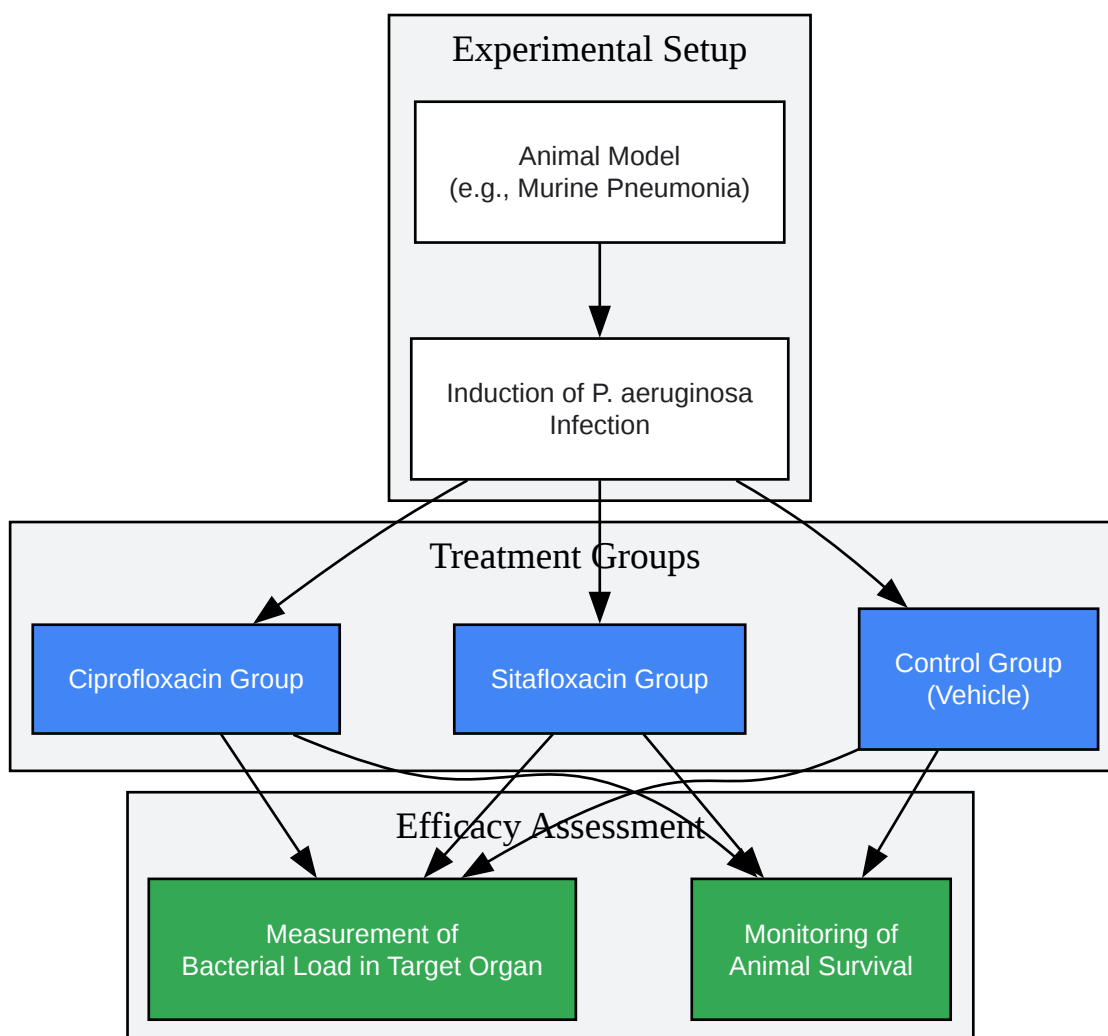 Experimental Setup
Animal Model
(e.g., Murine Pneumonia)
Induction of P. aeruginosa
Infection
Treatment Groups
Ciprofloxacin Group
Sitafloxacin Group
Control Group
(Vehicle)
Efficacy Assessment
Measurement of
Bacterial Load in Target Organ
Monitoring of
Animal Survival